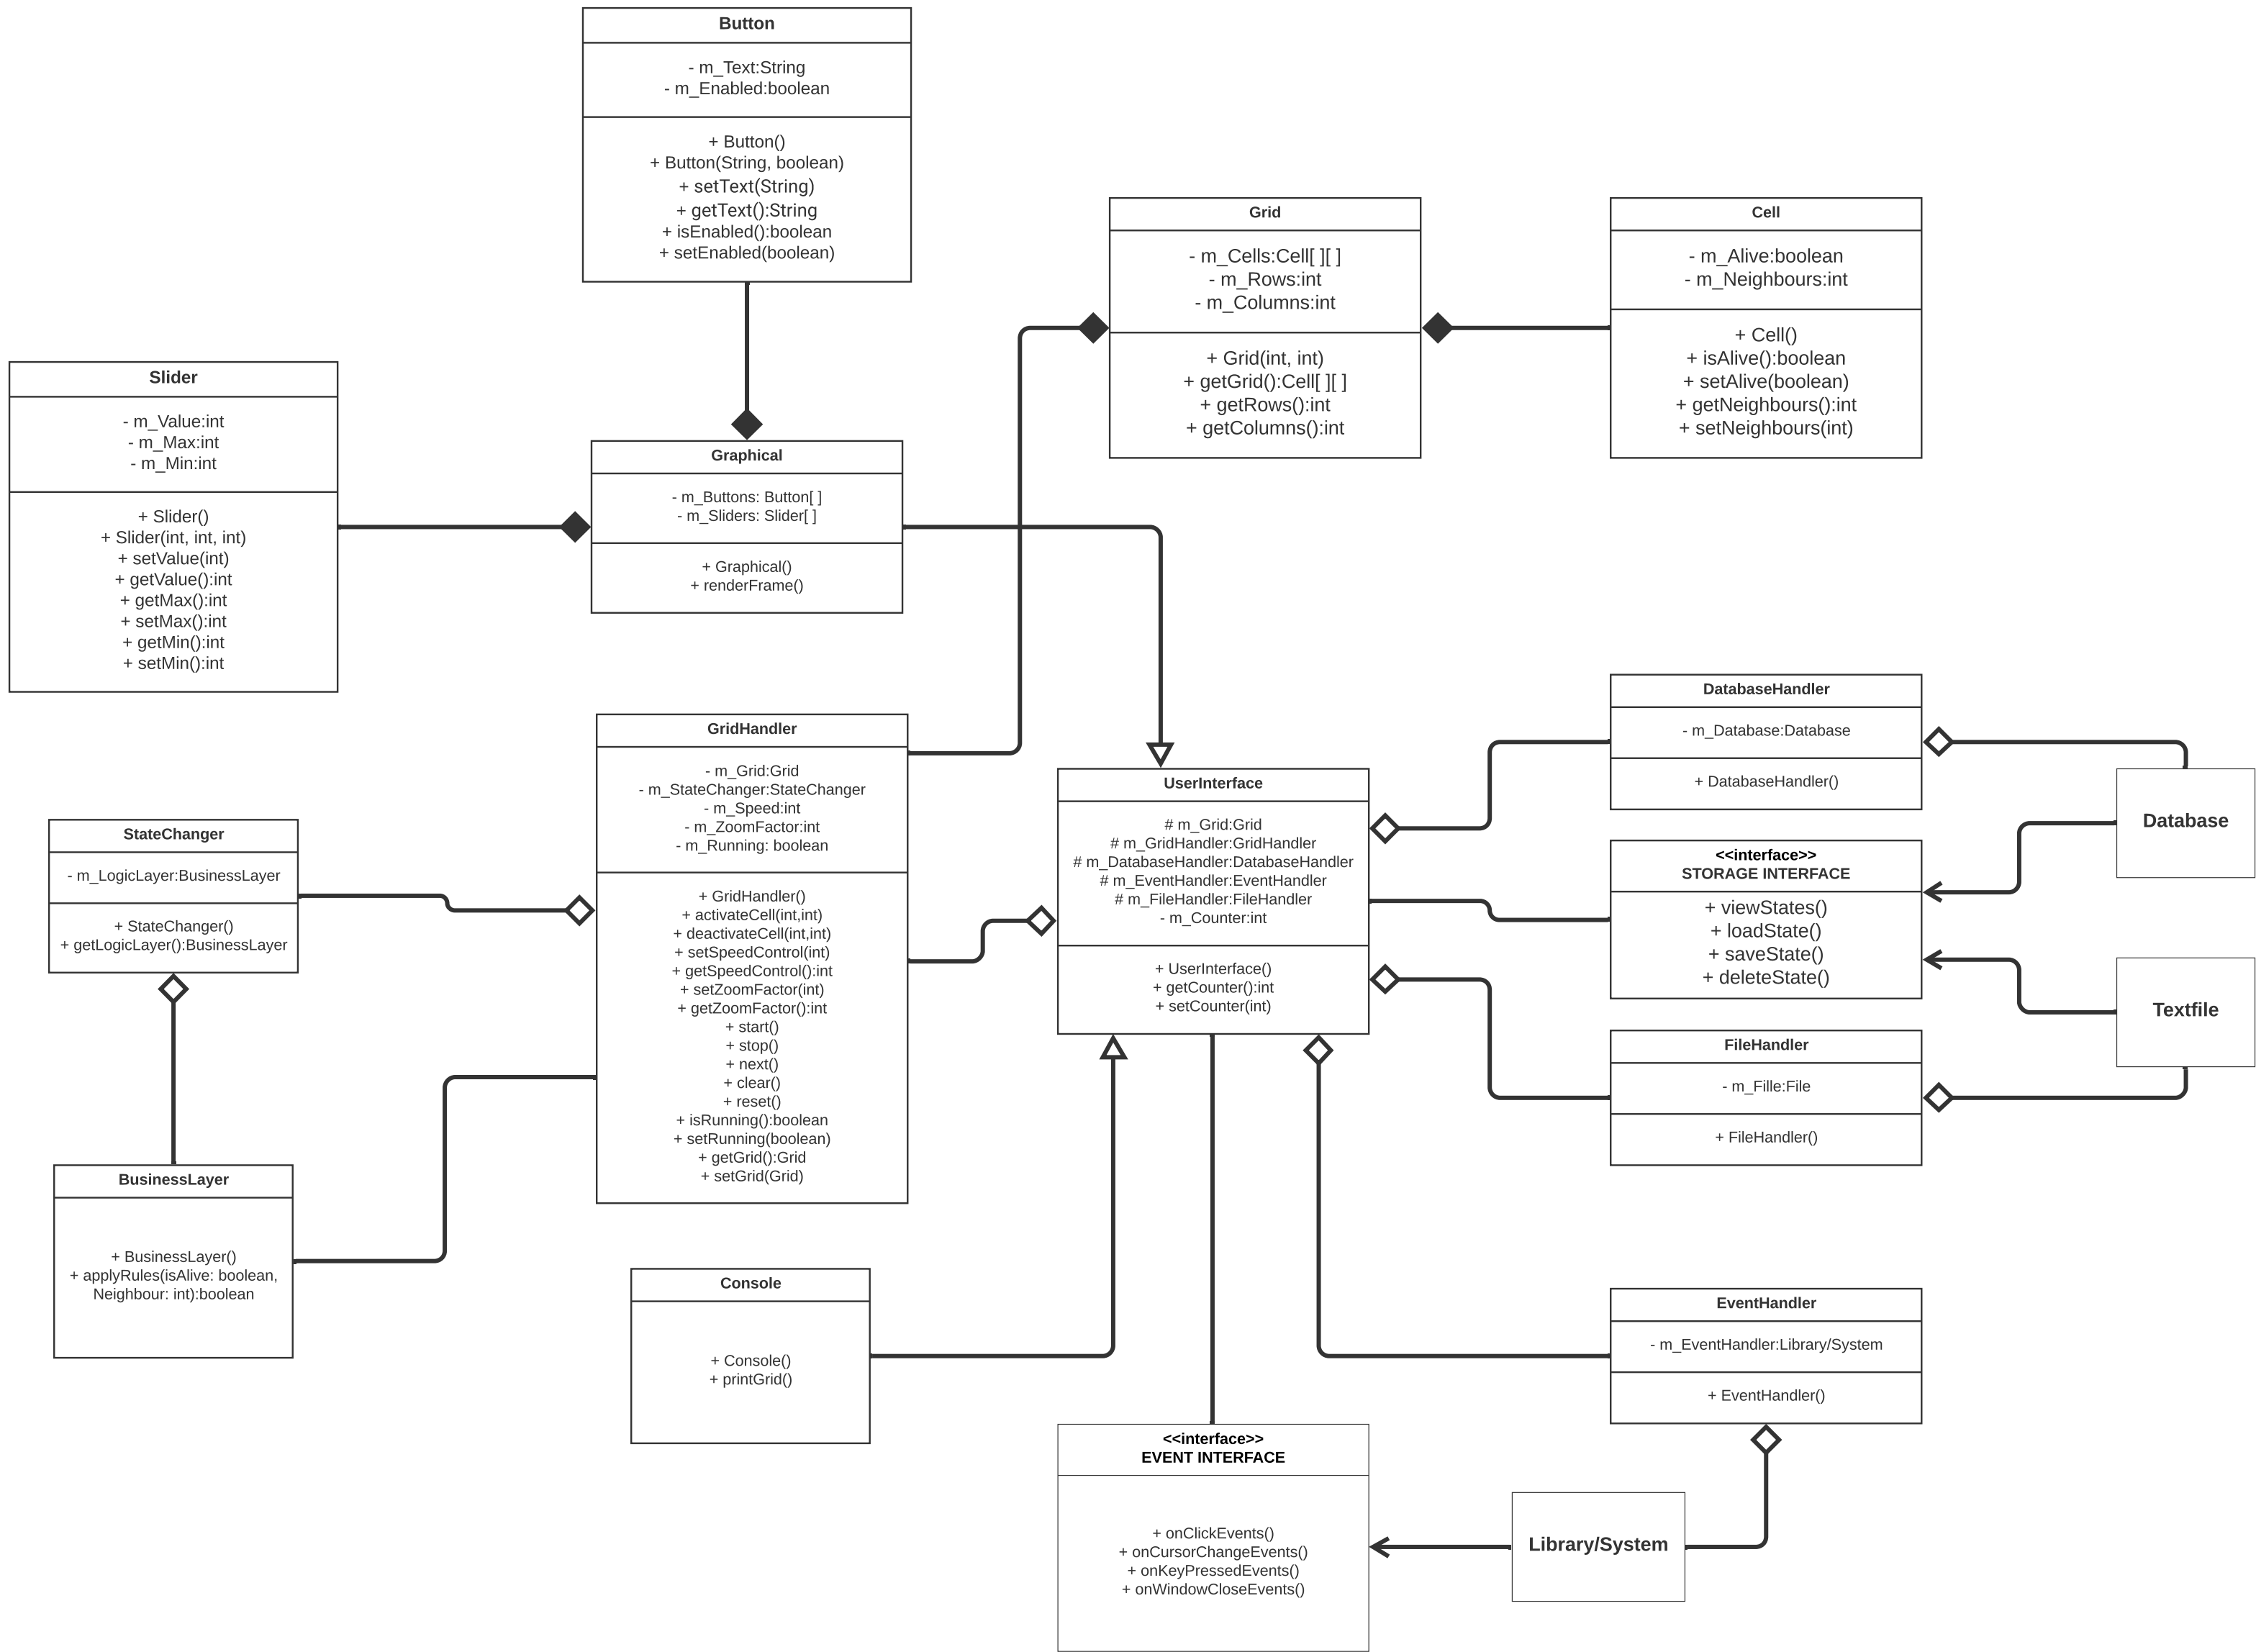 Button
- m_Text:String
- m_Enabled:boolean
+ Button()
+ Button(String, boolean)
+ setText(String)
+ getText():String
+ isEnabled():boolean
+ setEnabled(boolean)
Grid
- m_Cells:Cell[ ][ ]
- m_Rows:int
- m_Columns:int
+ Grid(int, int)
+ getGrid():Cell[ ][ ]
+ getRows():int
+ getColumns():int
Cell
- m_Alive:boolean
- m_Neighbours:int
+ Cell()
+ isAlive():boolean
+ setAlive(boolean)
+ getNeighbours():int
+ setNeighbours(int)
Slider
- m_Value:int
- m_Max:int
- m_Min:int
+ Slider()
+ Slider(int, int, int)
+ setValue(int)
+ getValue():int
+ getMax():int
+ setMax():int
+ getMin():int
+ setMin():int
Graphical
- m_Buttons: Button[ ]
- m_Sliders: Slider[ ]
+ Graphical()
+ renderFrame()
GridHandler
- m_Grid:Grid
- m_StateChanger:StateChanger
- m_Speed:int
- m_ZoomFactor:int
- m_Running: boolean
+ GridHandler()
+ activateCell(int,int)
+ deactivateCell(int,int)
+ setSpeedControl(int)
+ getSpeedControl():int
+ setZoomFactor(int)
+ getZoomFactor():int
+ start()
+ stop()
+ next()
+ clear()
+ reset()
+ isRunning():boolean
+ setRunning(boolean)
+ getGrid():Grid
+ setGrid(Grid)
StateChanger
- m_LogicLayer:BusinessLayer
+ StateChanger()
+ getLogicLayer():BusinessLayer
BusinessLayer
+ BusinessLayer()
+ applyRules(isAlive: boolean,
Neighbour: int):boolean
Console
+ Console()
+ printGrid()
UserInterface
# m_Grid:Grid
# m_GridHandler:GridHandler
# m_DatabaseHandler:DatabaseHandler
# m_EventHandler:EventHandler
# m_FileHandler:FileHandler
- m_Counter:int
+ UserInterface()
+ getCounter():int
+ setCounter(int)
DatabaseHandler
- m_Database:Database
+ DatabaseHandler()
<<interface>>
STORAGE INTERFACE
+ viewStates()
+ loadState()
+ saveState()
+ deleteState()
FileHandler
- m_Fille:File
+ FileHandler()
Database
Textfile
EventHandler
- m_EventHandler:Library/System
+ EventHandler()
<<interface>>
EVENT INTERFACE
+ onClickEvents()
+ onCursorChangeEvents()
+ onKeyPressedEvents()
+ onWindowCloseEvents()
Library/System